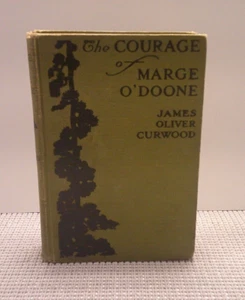 The COURAGE
of
MARGE
O'DOONE
JAMES
OLIVER
CURWOOD